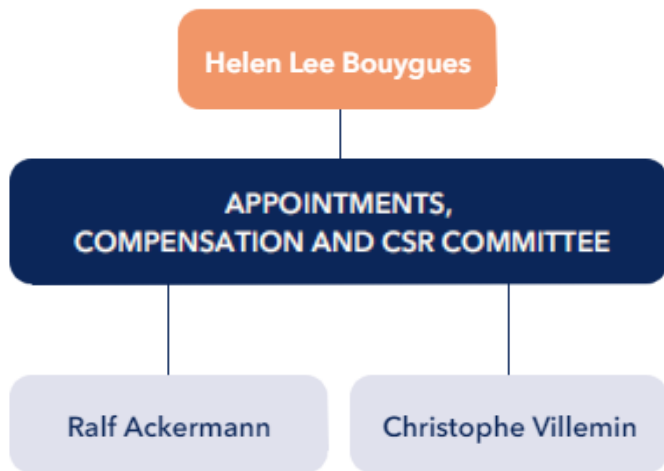 Helen Lee Bouygues
APPOINTMENTS,
COMPENSATION AND CSR COMMITTEE
Ralf Ackermann
Christophe Villemin